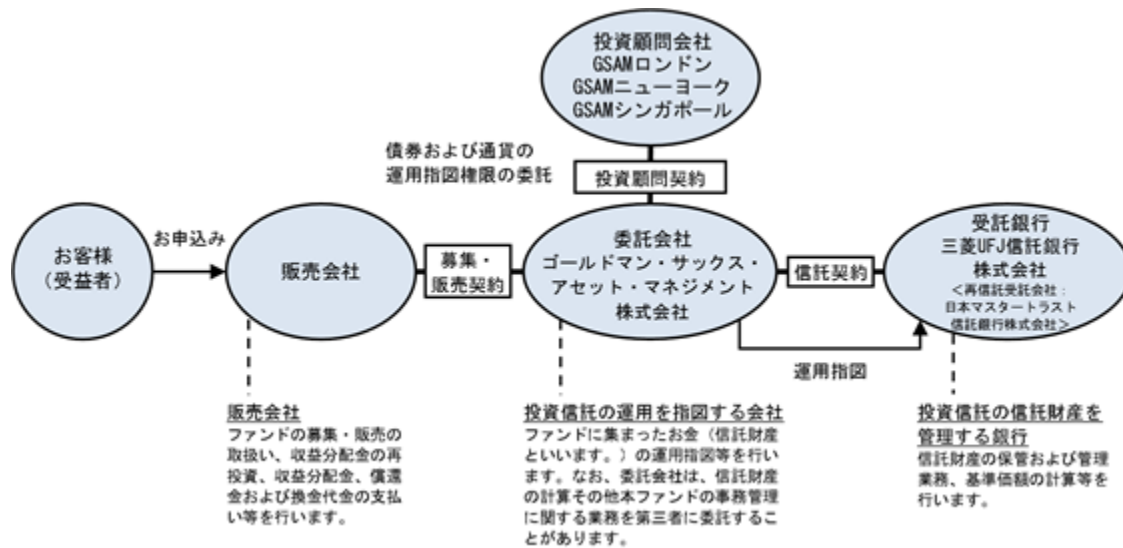 投資顧問会社
GSAMロンドン
GSAMニューヨーク
GSAMシンガポール
債券および通貨の
運用指図権限の委託
投資顧問契約
お客様
（受益者）
お申込み
販売会社
募集・
販売契約
委託会社
ゴールドマン・サックス・
アセット・マネジメント
株式会社
信託契約
受託銀行
三菱UFJ信託銀行
株式会社
＜再信託受託会社：
日本マスタートラスト
信託銀行株式会社＞
運用指図
販売会社
ファンドの募集・販売の
取扱い、収益分配金の再
投資、収益分配金、償還
金および換金代金の支払
い等を行います。
投資信託の運用を指図する会社
ファンドに集まったお金（信託財産
といいます。）の運用指図等を行い
ます。なお、委託会社は、信託財産
の計算その他本ファンドの事務管理
に関する業務を第三者に委託するこ
とがあります。
投資信託の信託財産を
管理する銀行
信託財産の保管および管理
業務、基準価額の計算等を
行います。